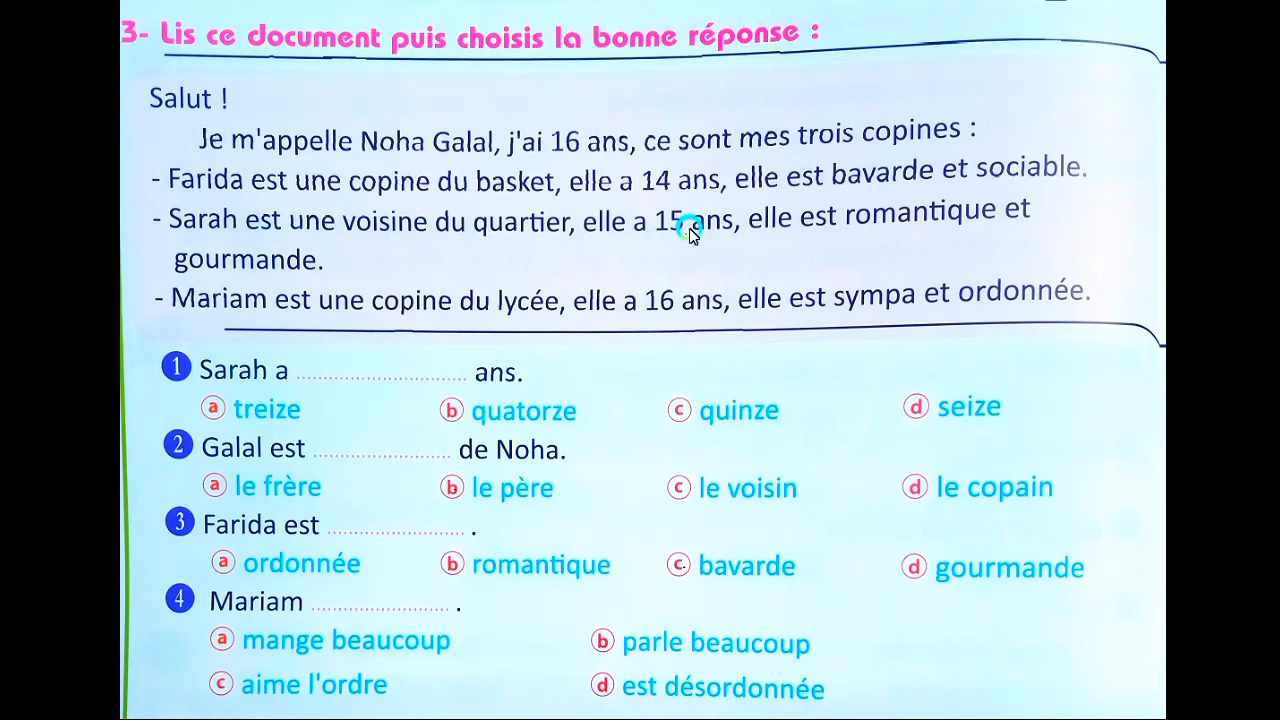 3- Lis ce document puis choisis la bonne réponse :
Salut !
Je m'appelle Noha Galal, j'ai 16 ans, ce sont mes trois copines :
- Farida est une copine du basket, elle a 14 ans, elle est bavarde et sociable.
- Sarah est une voisine du quartier, elle a 15 ans, elle est romantique et
gourmande.
- Mariam est une copine du lycée, elle a 16 ans, elle est sympa et ordonnée.
1 Sarah a .............................. ans.
a treize b quatorze c quinze d seize
2 Galal est ........................ de Noha.
a le frère b le père c le voisin d le copain
3 Farida est ........................ .
a ordonnée b romantique c bavarde d gourmande
4 Mariam ........................ .
a mange beaucoup b parle beaucoup
c aime l'ordre d est désordonnée